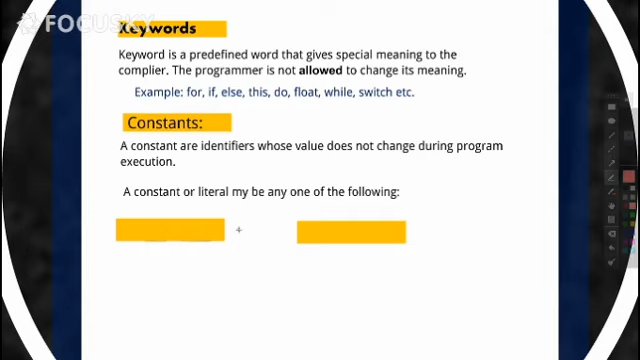 FOCUSKY
Keywords
Keyword is a predefined word that gives special meaning to the
complier. The programmer is not allowed to change its meaning.
Example: for, if, else, this, do, float, while, switch etc.
Constants:
A constant are identifiers whose value does not change during program
execution.
A constant or literal my be any one of the following: